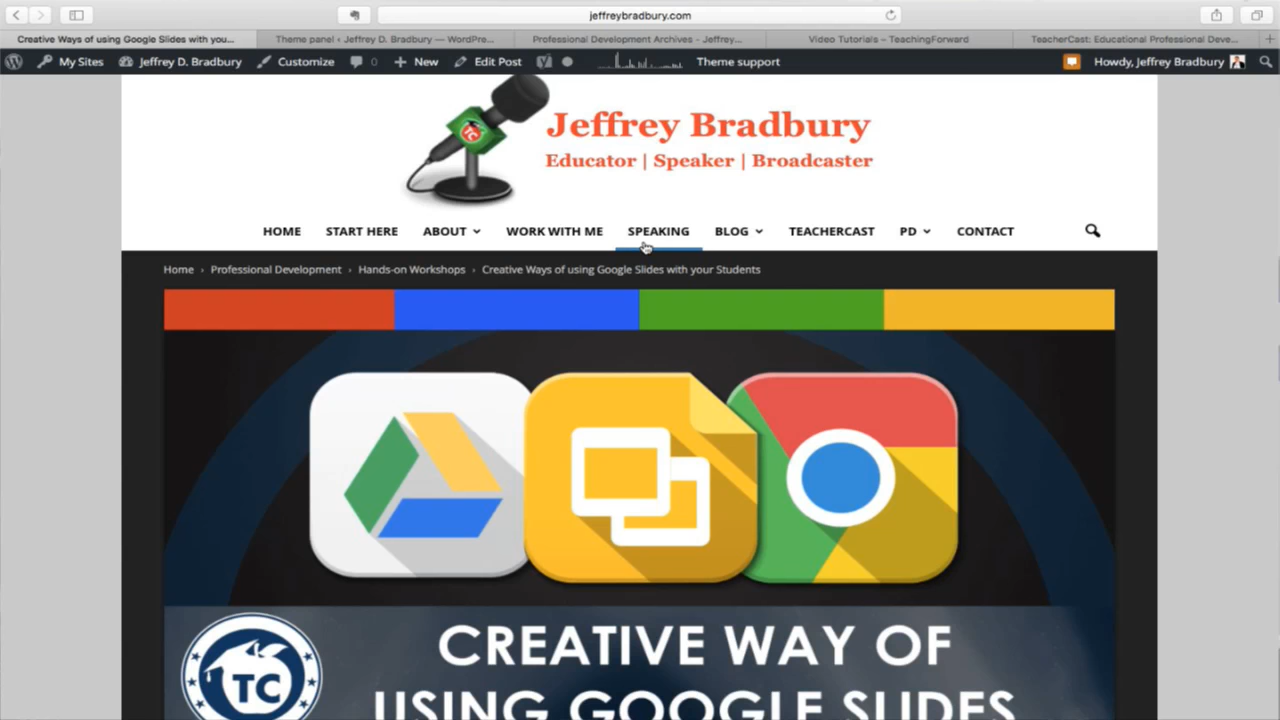 jeffreybradbury.com
Creative Ways of using Google Slides with you... Theme panel ‹ Jeffrey D. Bradbury — WordPre... Professional Development Archives - Jeffrey... Video Tutorials – TeachingForward TeacherCast: Educational Professional Deve...
My Sites Jeffrey D. Bradbury Customize 0 New Edit Post Theme support Howdy, Jeffrey Bradbury
TC
Jeffrey Bradbury
Educator | Speaker | Broadcaster
HOME START HERE ABOUT WORK WITH ME SPEAKING BLOG TEACHERCAST PD CONTACT
Home › Professional Development › Hands-on Workshops › Creative Ways of using Google Slides with your Students
CREATIVE WAY OF
TC
USING GOOGLE SLIDES